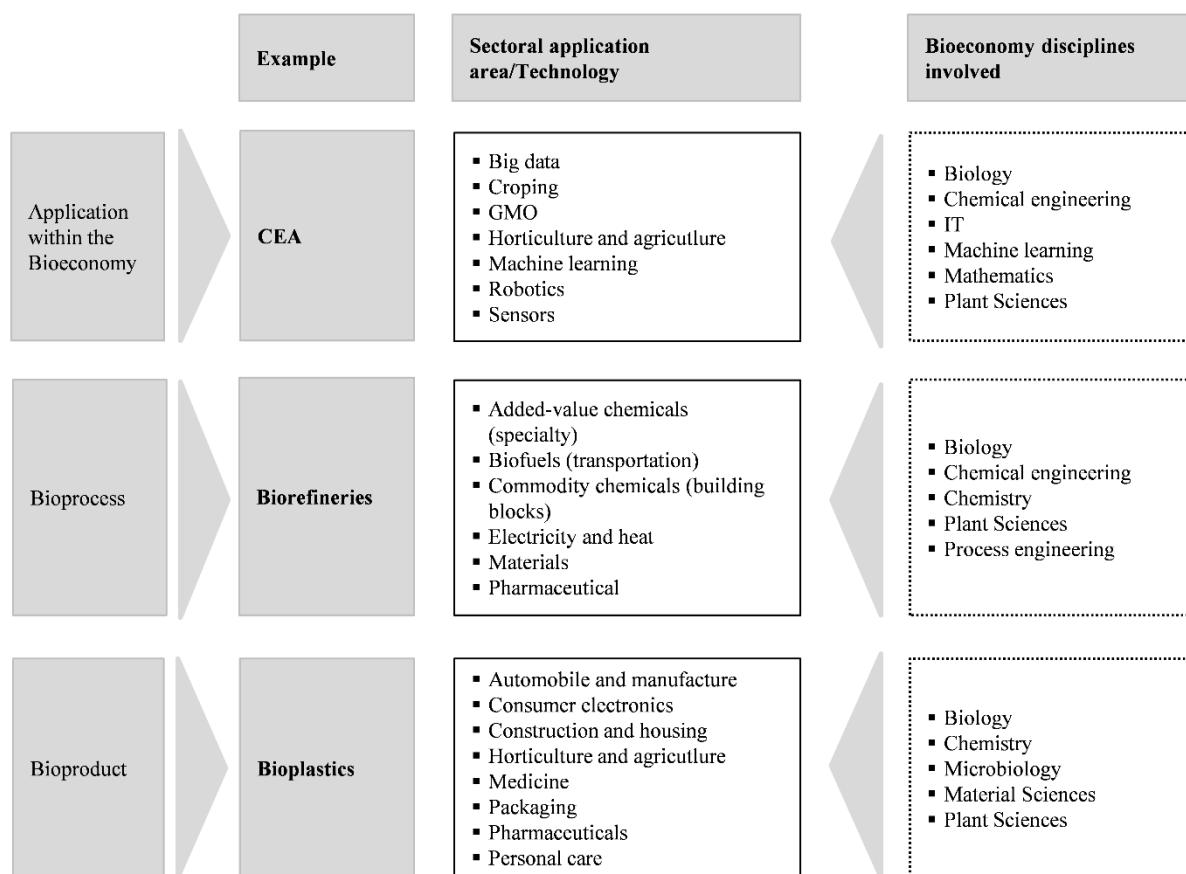 Example
Sectoral application
area/Technology
Bioeconomy disciplines
involved
Application
within the
Bioeconomy
CEA
▪ Big data
▪ Croping
▪ GMO
▪ Horticulture and agricutlure
▪ Machine learning
▪ Robotics
▪ Sensors
▪ Biology
▪ Chemical engineering
▪ IT
▪ Machine learning
▪ Mathematics
▪ Plant Sciences
Bioprocess
Biorefineries
▪ Added-value chemicals
(specialty)
▪ Biofuels (transportation)
▪ Commodity chemicals (building
blocks)
▪ Electricity and heat
▪ Materials
▪ Pharmaceutical
▪ Biology
▪ Chemical engineering
▪ Chemistry
▪ Plant Sciences
▪ Process engineering
Bioproduct
Bioplastics
▪ Automobile and manufacture
▪ Consumer electronics
▪ Construction and housing
▪ Horticulture and agricutlure
▪ Medicine
▪ Packaging
▪ Pharmaceuticals
▪ Personal care
▪ Biology
▪ Chemistry
▪ Microbiology
▪ Material Sciences
▪ Plant Sciences